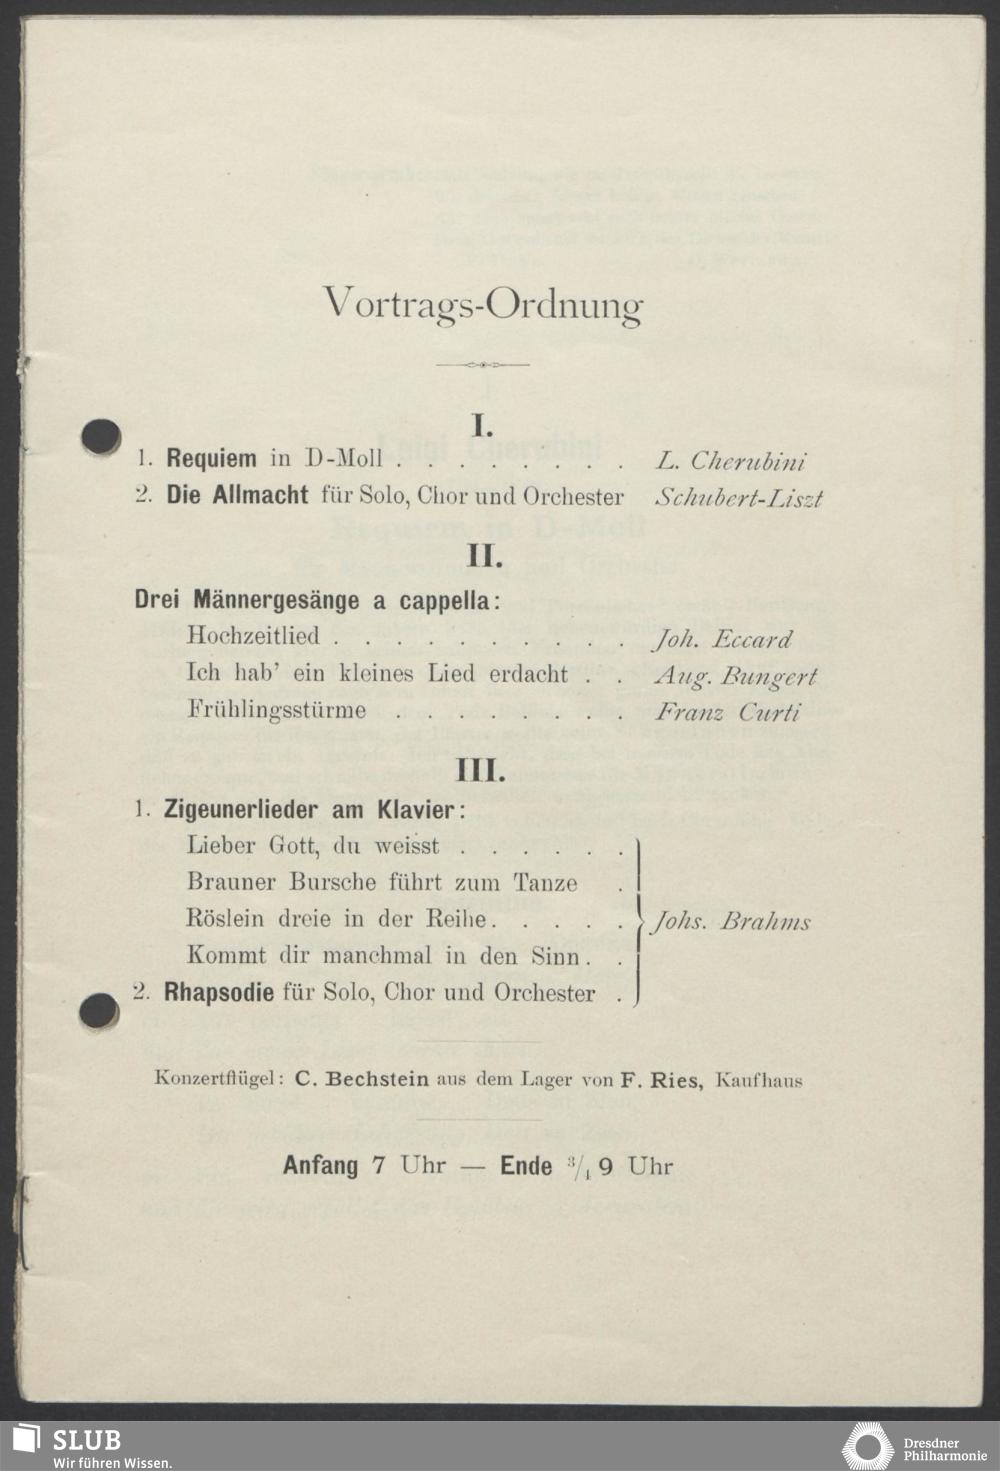 Vortrags-Ordnung
I.
1. Requiem in D-Moll . . . . . . . . L. Cherubini
2. Die Allmacht für Solo, Chor und Orchester Schubert-Liszt
II.
Drei Männergesänge a cappella:
Hochzeitlied . . . . . . . . . . Joh. Eccard
Ich hab' ein kleines Lied erdacht . . Aug. Bungert
Frühlingsstürme . . . . . . . . Franz Curti
III.
1. Zigeunerlieder am Klavier:
Lieber Gott, du weisst . . . . . .
Brauner Bursche führt zum Tanze .
Röslein dreie in der Reihe. . . . . Johs. Brahms
Kommt dir manchmal in den Sinn. .
2. Rhapsodie für Solo, Chor und Orchester .
Konzertflügel: C. Bechstein aus dem Lager von F. Ries, Kaufhaus
Anfang 7 Uhr — Ende 3/4 9 Uhr
SLUB
Wir führen Wissen.
Dresdner
Philharmonie